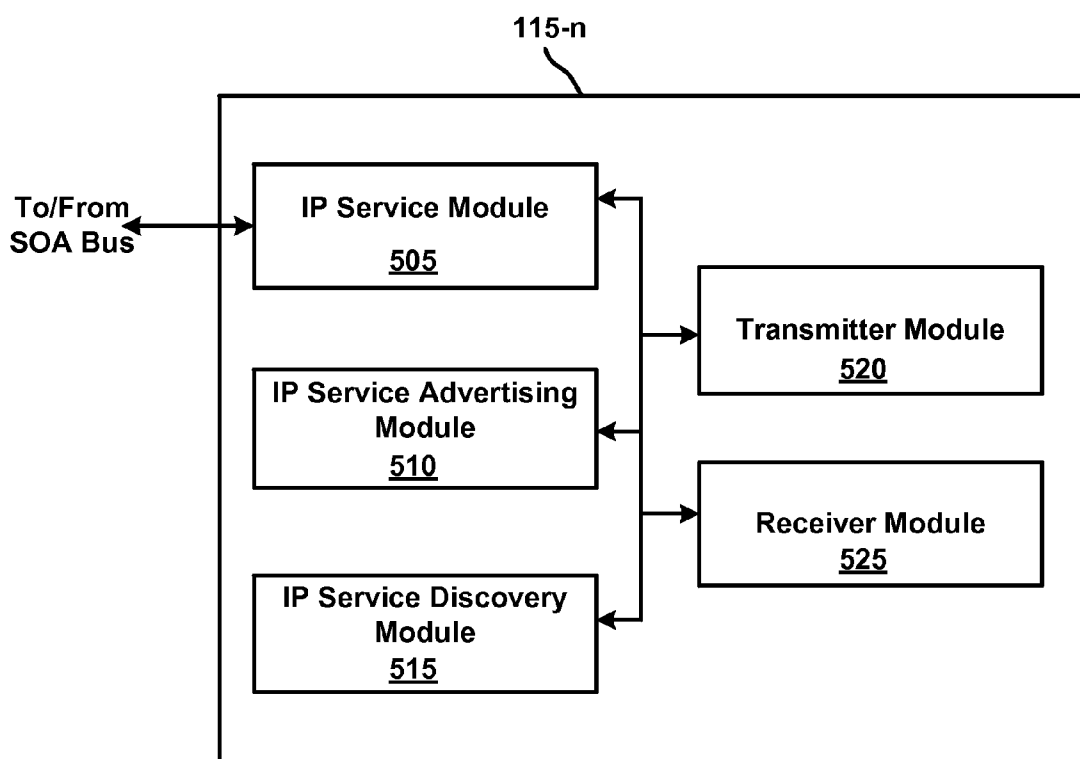 115-n
To/From
SOA Bus
IP Service Module
505
IP Service Advertising
Module
510
IP Service Discovery
Module
515
Transmitter Module
520
Receiver Module
525